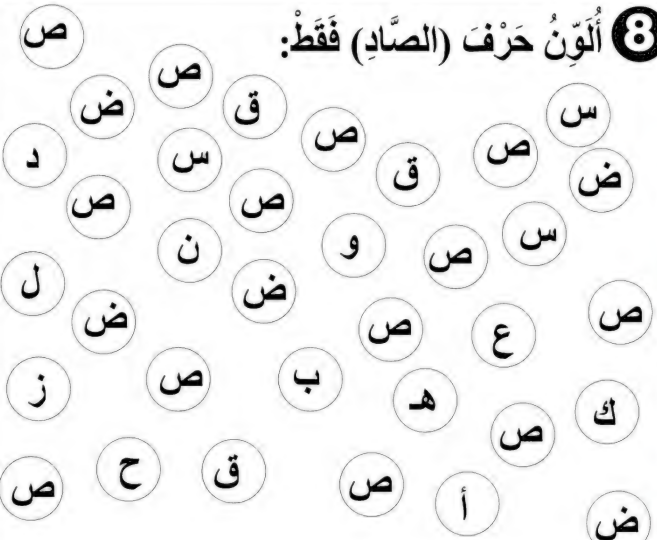 8 أُلَوِّنُ حَرْفَ (الصَّادِ) فَقَطْ:
ص
ص
س
ض
ق
ص
ص
د
س
ق
ض
ص
ص
س
ن
و
ص
ل
ض
ض
ص
ع
ص
ز
ص
ب
هـ
ك
ص
ص
ح
ق
ص
أ
ض